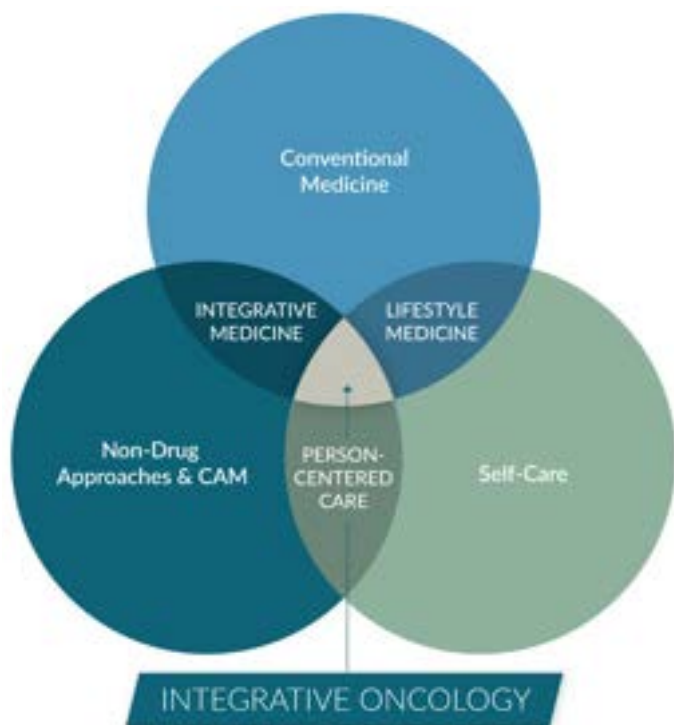 Conventional
Medicine
INTEGRATIVE
MEDICINE
LIFESTYLE
MEDICINE
Non-Drug
Approaches & CAM
PERSON-
CENTERED
CARE
Self-Care
INTEGRATIVE ONCOLOGY